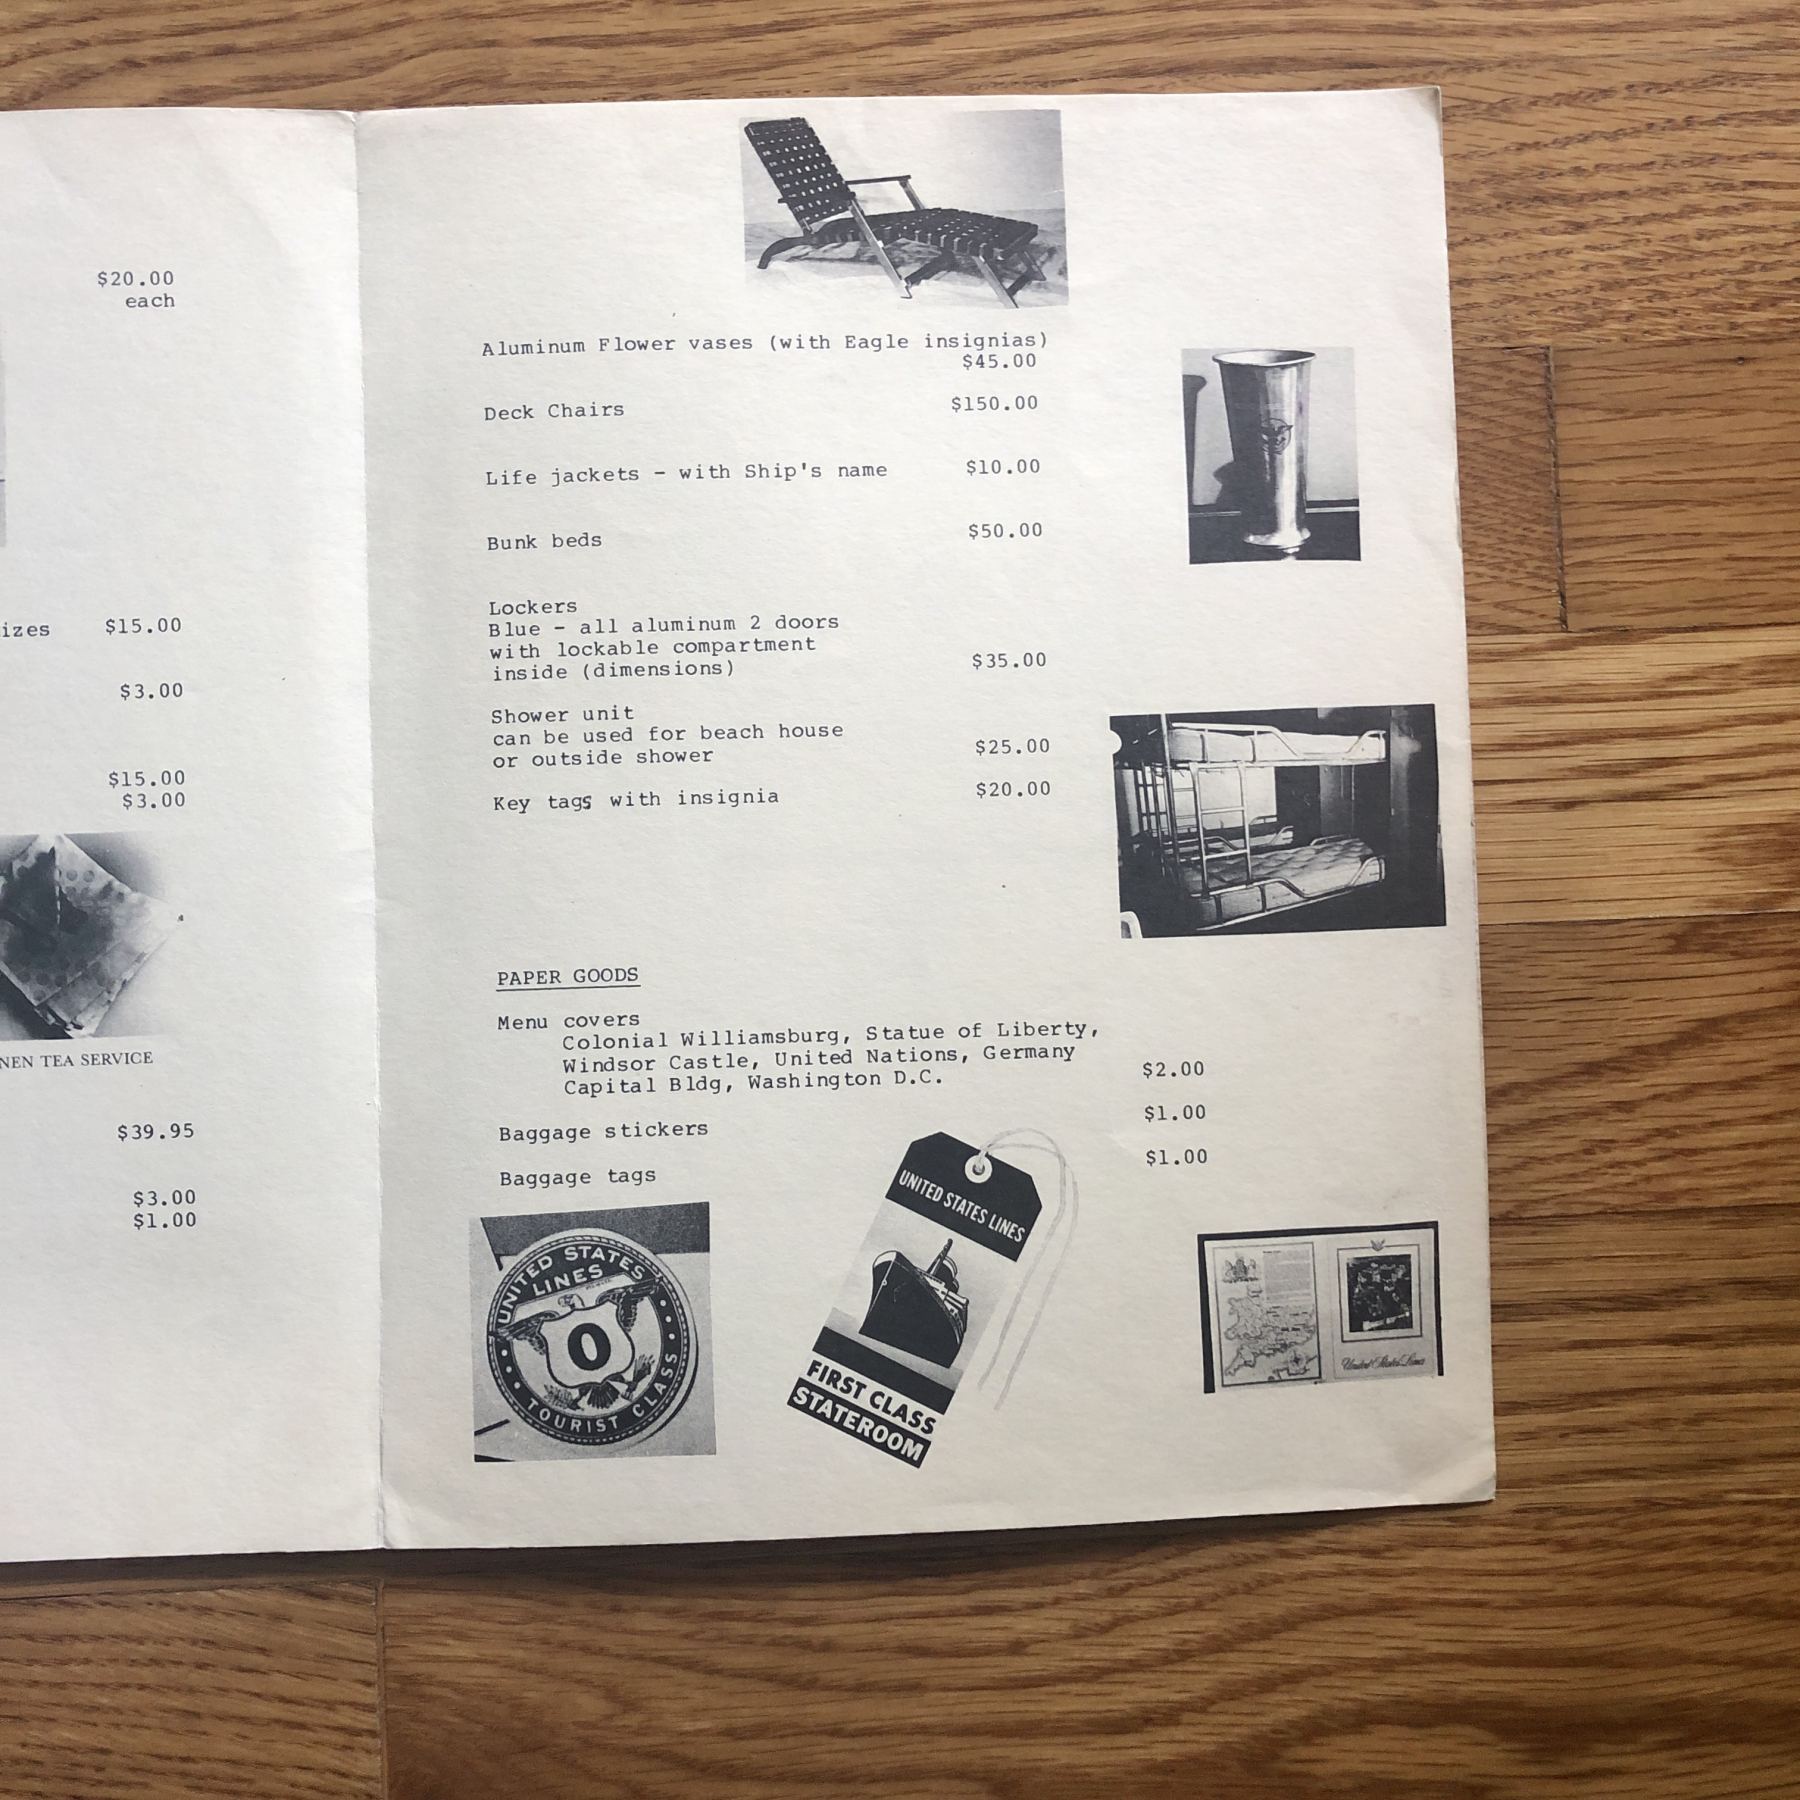 $20.00
each
izes $15.00
$3.00
$15.00
$3.00
NEN TEA SERVICE
$39.95
$3.00
$1.00
Aluminum Flower vases (with Eagle insignias)
$45.00
Deck Chairs $150.00
Life jackets - with Ship's name $10.00
Bunk beds $50.00
Lockers
Blue - all aluminum 2 doors
with lockable compartment
inside (dimensions) $35.00
Shower unit
can be used for beach house
or outside shower $25.00
Key tags with insignia $20.00
PAPER GOODS
Menu covers
Colonial Williamsburg, Statue of Liberty,
Windsor Castle, United Nations, Germany
Capital Bldg, Washington D.C. $2.00
Baggage stickers $1.00
Baggage tags $1.00
UNITED STATES
LINES
0
TOURIST CLASS
UNITED STATES LINES
FIRST CLASS
STATEROOM
United States Lines